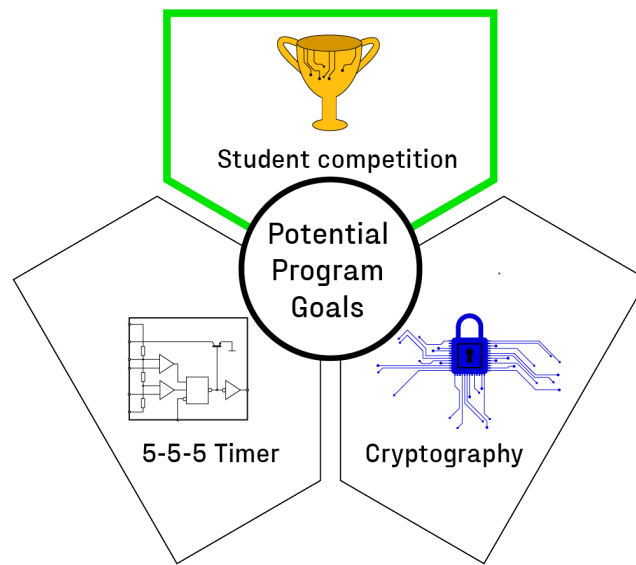 Student competition
Potential
Program
Goals
5-5-5 Timer
Cryptography